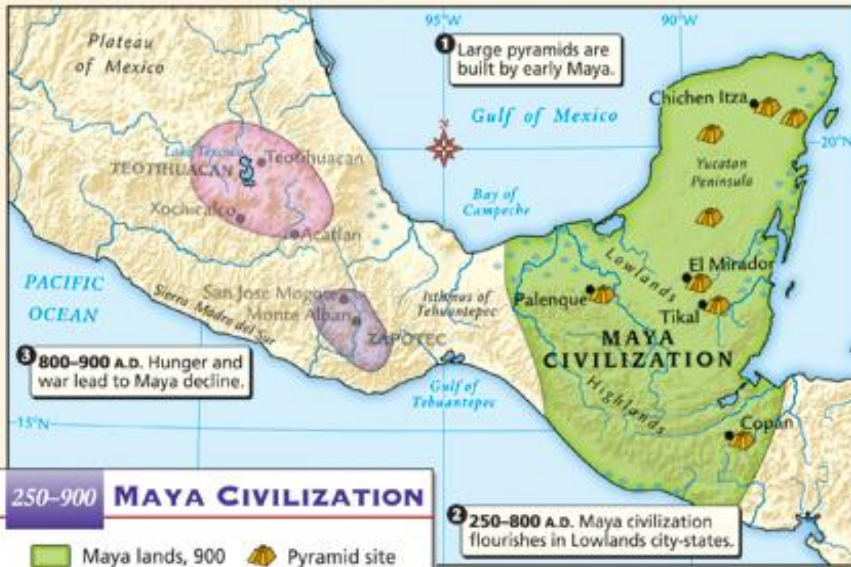 95°W
90°W
Plateau
of Mexico
1 Large pyramids are
built by early Maya.
Gulf of Mexico
Chichen Itza
20°N
Lake Texcoco
Teotihuacan
TEOTIHUACAN
Yucatan
Peninsula
Xochicalco
Bay of
Campeche
Acatlan
Lowlands
El Mirador
PACIFIC
OCEAN
San Jose Mogote
Monte Alban
Isthmus of
Tehuantepec
Palenque
Tikal
Sierra Madre del Sur
ZAPOTEC
MAYA
CIVILIZATION
3 800–900 A.D. Hunger and
war lead to Maya decline.
Gulf of
Tehuantepec
Highlands
15°N
Copan
250–900 MAYA CIVILIZATION
2 250–800 A.D. Maya civilization
flourishes in Lowlands city-states.
Maya lands, 900
Pyramid site